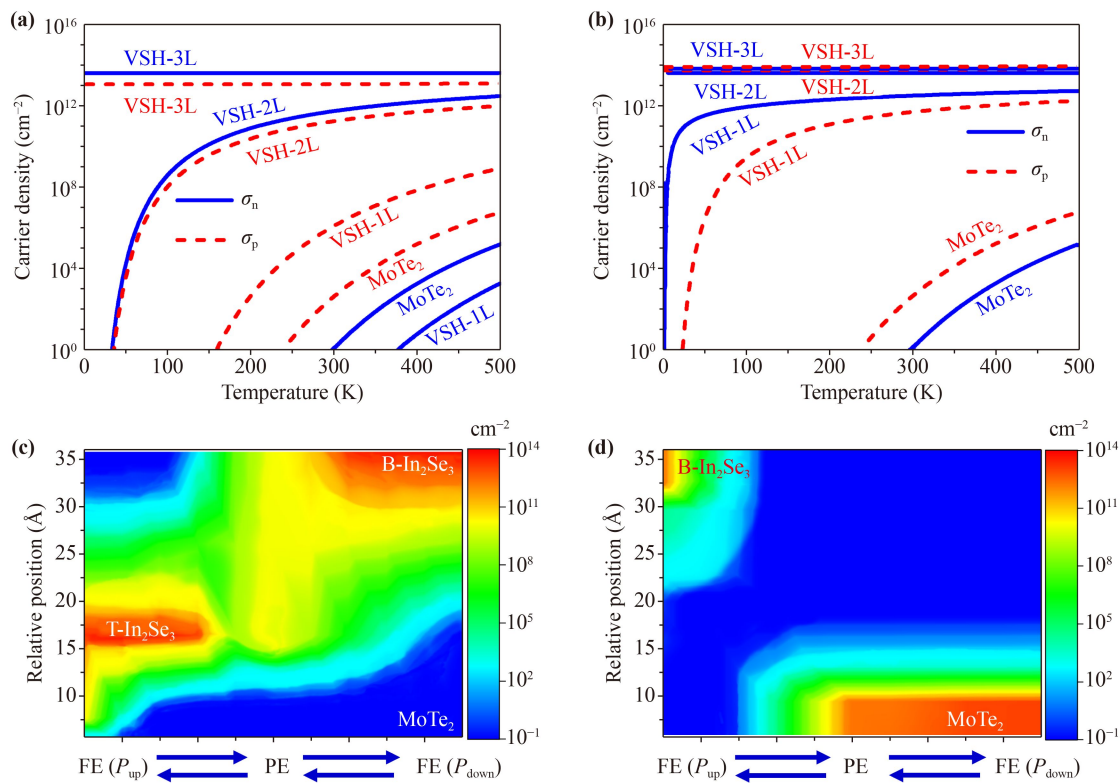 (a)
10^16
10^12
10^8
10^4
10^0
Carrier density (cm⁻²)
VSH-3L
VSH-3L
VSH-2L
VSH-2L
σn
σp
VSH-1L
MoTe₂
MoTe₂
VSH-1L
0 100 200 300 400 500
Temperature (K)
(b)
10^16
10^12
10^8
10^4
10^0
Carrier density (cm⁻²)
VSH-3L VSH-3L
VSH-2L VSH-2L
VSH-1L
VSH-1L
σn
σp
MoTe₂
MoTe₂
0 100 200 300 400 500
Temperature (K)
(c)
cm⁻²
35
30
25
20
15
10
Relative position (Å)
B-In₂Se₃
T-In₂Se₃
MoTe₂
10^14
10^11
10^8
10^5
10^2
10^-1
FE (Pup) PE FE (Pdown)
(d)
cm⁻²
35
30
25
20
15
10
Relative position (Å)
B-In₂Se₃
MoTe₂
10^14
10^11
10^8
10^5
10^2
10^-1
FE (Pup) PE FE (Pdown)